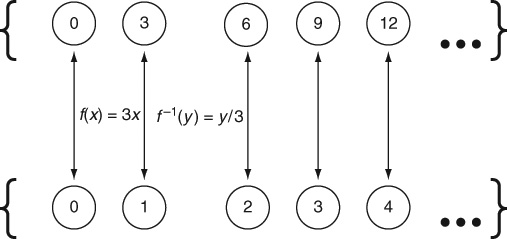 { 0 3 6 9 12 ... }
f(x) = 3x f⁻¹(y) = y/3
{ 0 1 2 3 4 ... }